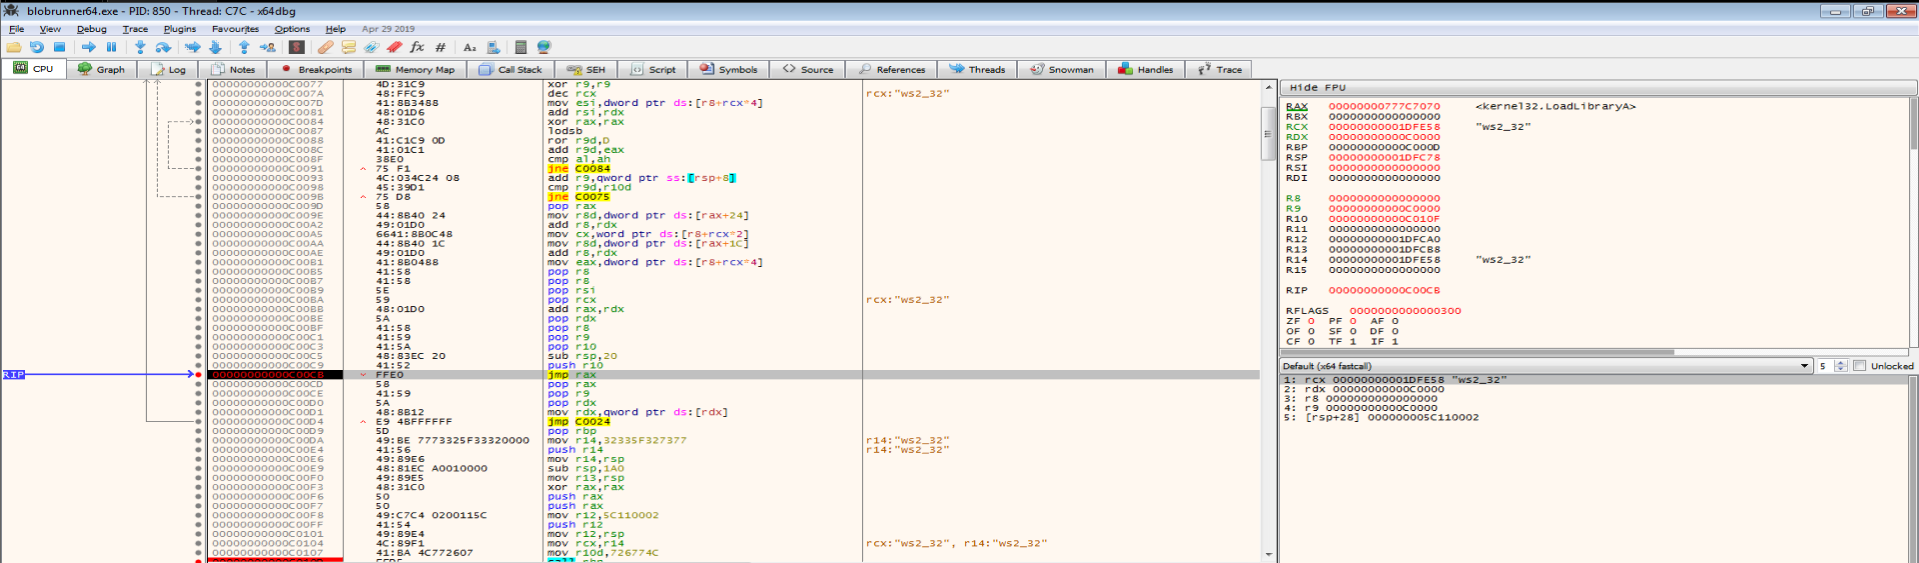 blobrunner64.exe - PID: 850 - Thread: C7C - x64dbg
File View Debug Trace Plugins Favourites Options Help Apr 29 2019
CPU Graph Log Notes Breakpoints Memory Map Call Stack SEH Script Symbols Source References Threads Snowman Handles Trace
00000000000C0077 4D:31C9 xor r9,r9
00000000000C007A 48:FFC9 dec rcx rcx:"ws2_32"
00000000000C007D 41:8B3488 mov esi,dword ptr ds:[r8+rcx*4]
00000000000C0081 48:01D6 add rsi,rdx
00000000000C0084 48:31C0 xor rax,rax
00000000000C0087 AC lodsb
00000000000C0088 41:C1C9 0D ror r9d,D
00000000000C008C 41:01C1 add r9d,eax
00000000000C008F 38E0 cmp al,ah
00000000000C0091 75 F1 jne C0084
00000000000C0093 4C:034C24 08 add r9,qword ptr ss:[rsp+8]
00000000000C0098 45:39D1 cmp r9d,r10d
00000000000C009B 75 D8 jne C0075
00000000000C009D 58 pop rax
00000000000C009E 44:8B40 24 mov r8d,dword ptr ds:[rax+24]
00000000000C00A2 49:01D0 add r8,rdx
00000000000C00A5 6641:8B0C48 mov cx,word ptr ds:[r8+rcx*2]
00000000000C00AA 44:8B40 1C mov r8d,dword ptr ds:[rax+1C]
00000000000C00AE 49:01D0 add r8,rdx
00000000000C00B1 41:8B0488 mov eax,dword ptr ds:[r8+rcx*4]
00000000000C00B5 41:58 pop r8
00000000000C00B7 41:58 pop r8
00000000000C00B9 5E pop rsi
00000000000C00BA 59 pop rcx rcx:"ws2_32"
00000000000C00BB 48:01D0 add rax,rdx
00000000000C00BE 5A pop rdx
00000000000C00BF 41:58 pop r8
00000000000C00C1 41:59 pop r9
00000000000C00C3 41:5A pop r10
00000000000C00C5 48:83EC 20 sub rsp,20
00000000000C00C9 41:52 push r10
RIP 00000000000C00CB FFE0 jmp rax
00000000000C00CD 58 pop rax
00000000000C00CE 41:59 pop r9
00000000000C00D0 5A pop rdx
00000000000C00D1 48:8B12 mov rdx,qword ptr ds:[rdx]
00000000000C00D4 E9 4BFFFFFF jmp C0024
00000000000C00D9 5D pop rbp
00000000000C00DA 49:BE 7773325F33320000 mov r14,32335F327377 r14:"ws2_32"
00000000000C00E4 41:56 push r14 r14:"ws2_32"
00000000000C00E6 49:89E6 mov r14,rsp
00000000000C00E9 48:81EC A0010000 sub rsp,1A0
00000000000C00F0 49:89E5 mov r13,rsp
00000000000C00F3 48:31C0 xor rax,rax
00000000000C00F6 50 push rax
00000000000C00F7 50 push rax
00000000000C00F8 49:C7C4 0200115C mov r12,5C110002
00000000000C00FF 41:54 push r12
00000000000C0101 49:89E4 mov r12,rsp
00000000000C0104 4C:89F1 mov rcx,r14 rcx:"ws2_32", r14:"ws2_32"
00000000000C0107 41:BA 4C772607 mov r10d,726774C
Hide FPU
RAX 00000000777C7070 <kernel32.LoadLibraryA>
RBX 0000000000000000
RCX 00000000001DFE58 "ws2_32"
RDX 00000000000C0000
RBP 00000000000C000D
RSP 00000000001DFC78
RSI 0000000000000000
RDI 0000000000000000
R8 0000000000000000
R9 00000000000C0000
R10 00000000000C010F
R11 0000000000000000
R12 00000000001DFCA0
R13 00000000001DFCB8
R14 00000000001DFE58 "ws2_32"
R15 0000000000000000
RIP 00000000000C00CB
RFLAGS 0000000000000300
ZF 0 PF 0 AF 0
OF 0 SF 0 DF 0
CF 0 TF 1 IF 1
Default (x64 fastcall) 5 Unlocked
1: rcx 00000000001DFE58 "ws2_32"
2: rdx 00000000000C0000
3: r8 0000000000000000
4: r9 00000000000C0000
5: [rsp+28] 000000005C110002